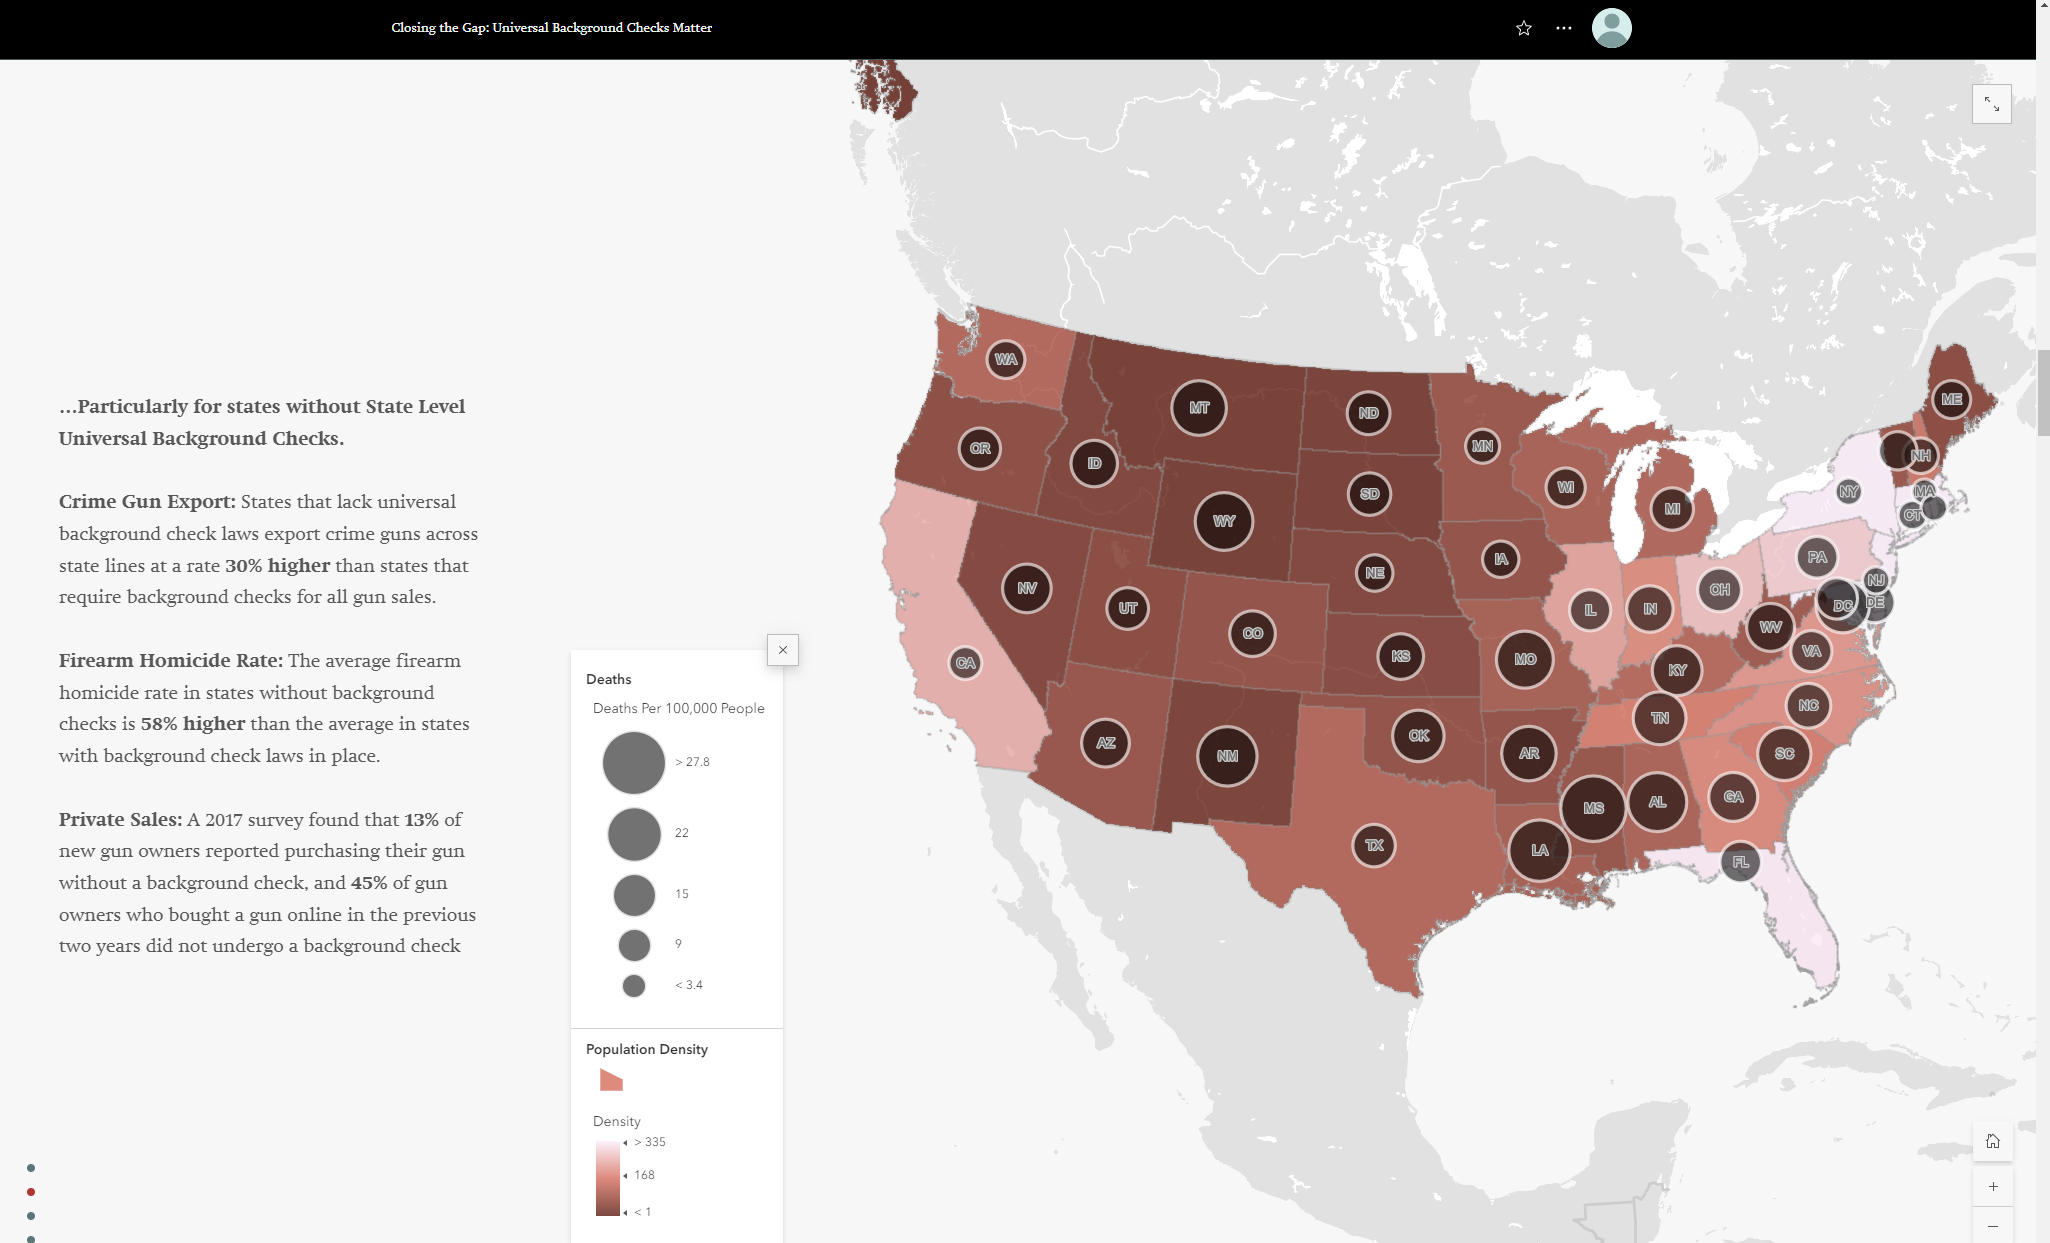 Closing the Gap: Universal Background Checks Matter
...Particularly for states without State Level
Universal Background Checks.
Crime Gun Export: States that lack universal
background check laws export crime guns across
state lines at a rate 30% higher than states that
require background checks for all gun sales.
Firearm Homicide Rate: The average firearm
homicide rate in states without background
checks is 58% higher than the average in states
with background check laws in place.
Private Sales: A 2017 survey found that 13% of
new gun owners reported purchasing their gun
without a background check, and 45% of gun
owners who bought a gun online in the previous
two years did not undergo a background check
Deaths
Deaths Per 100,000 People
> 27.8
22
15
9
< 3.4
Population Density
Density
> 335
168
< 1
WA
MT
ND
ME
OR
ID
MN
NH
WY
SD
WI
MI
NY
MA
CT
NV
UT
NE
IA
PA
NJ
OH
DC
DE
CO
IL
IN
WV
CA
KS
MO
KY
VA
AZ
NM
OK
AR
TN
NC
SC
TX
LA
MS
AL
GA
FL